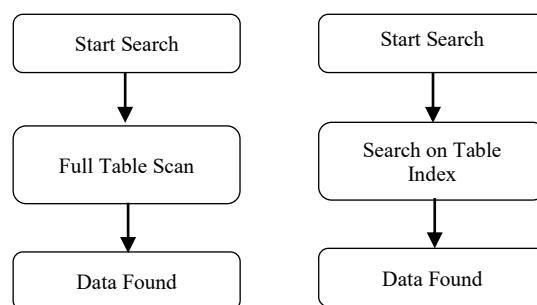 Start Search
Full Table Scan
Data Found
Start Search
Search on Table
Index
Data Found